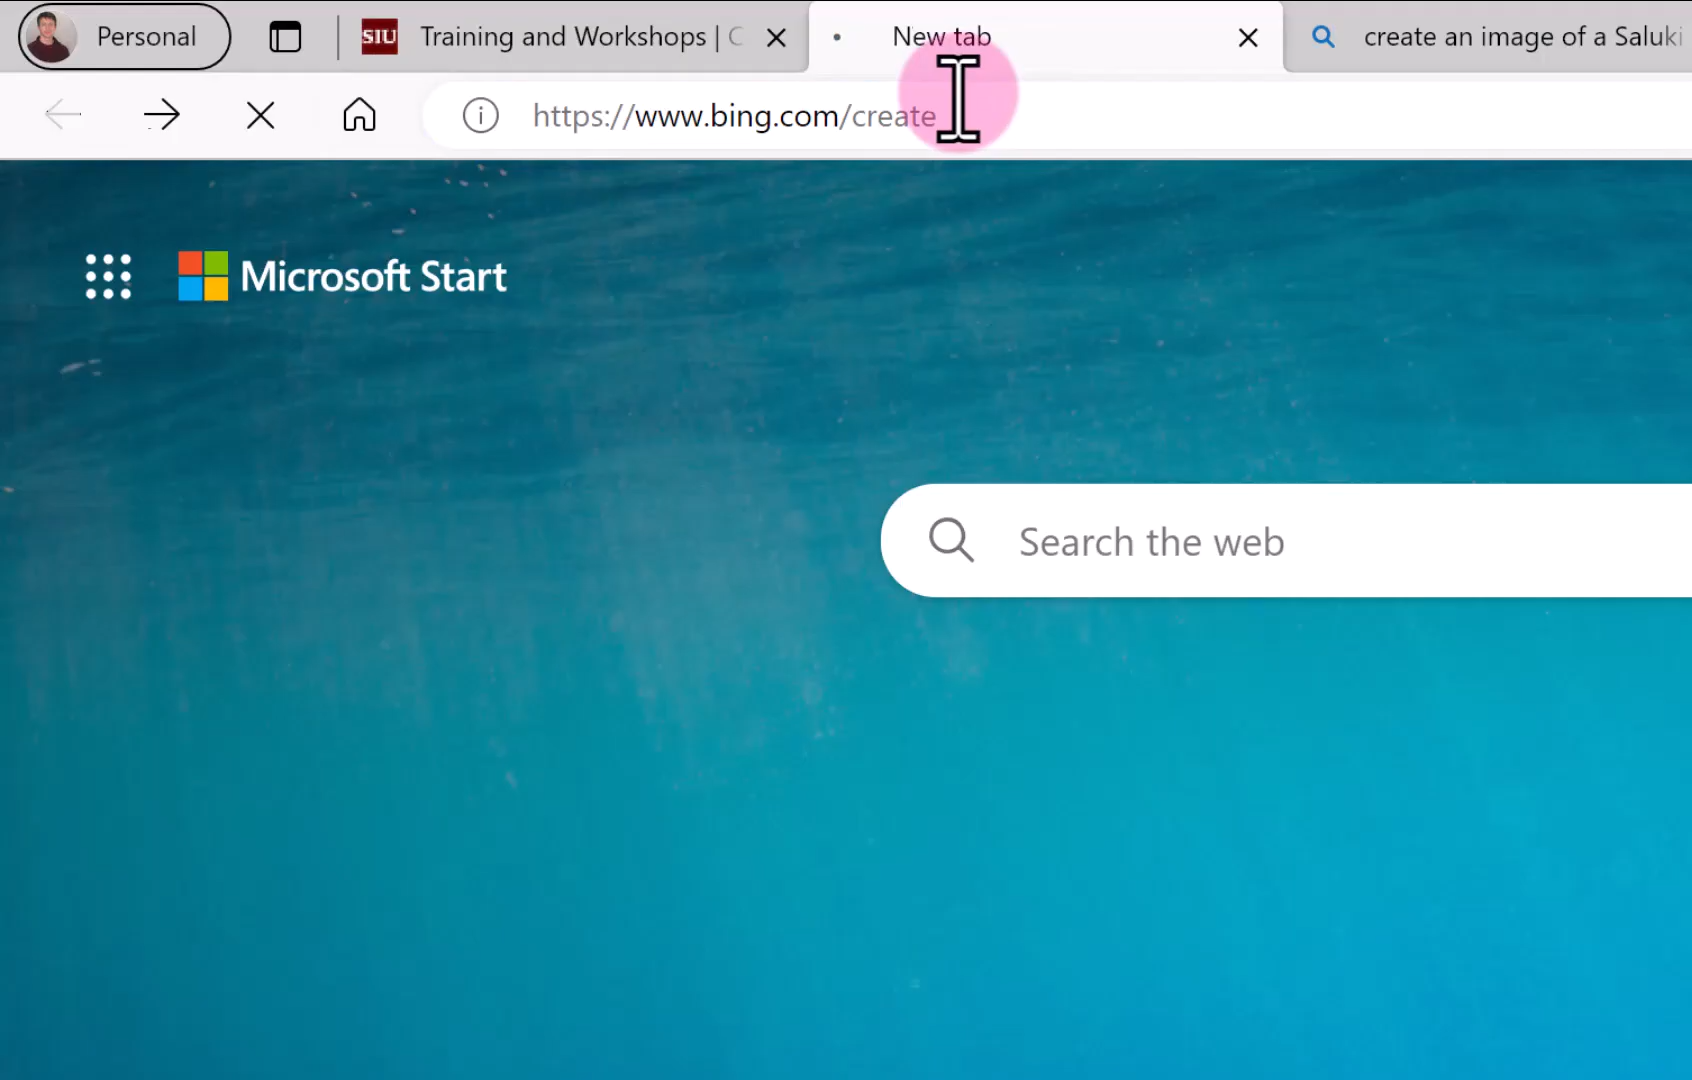 Personal
SIU
Training and Workshops | C
New tab
create an image of a Saluki
https://www.bing.com/create
Microsoft Start
Search the web